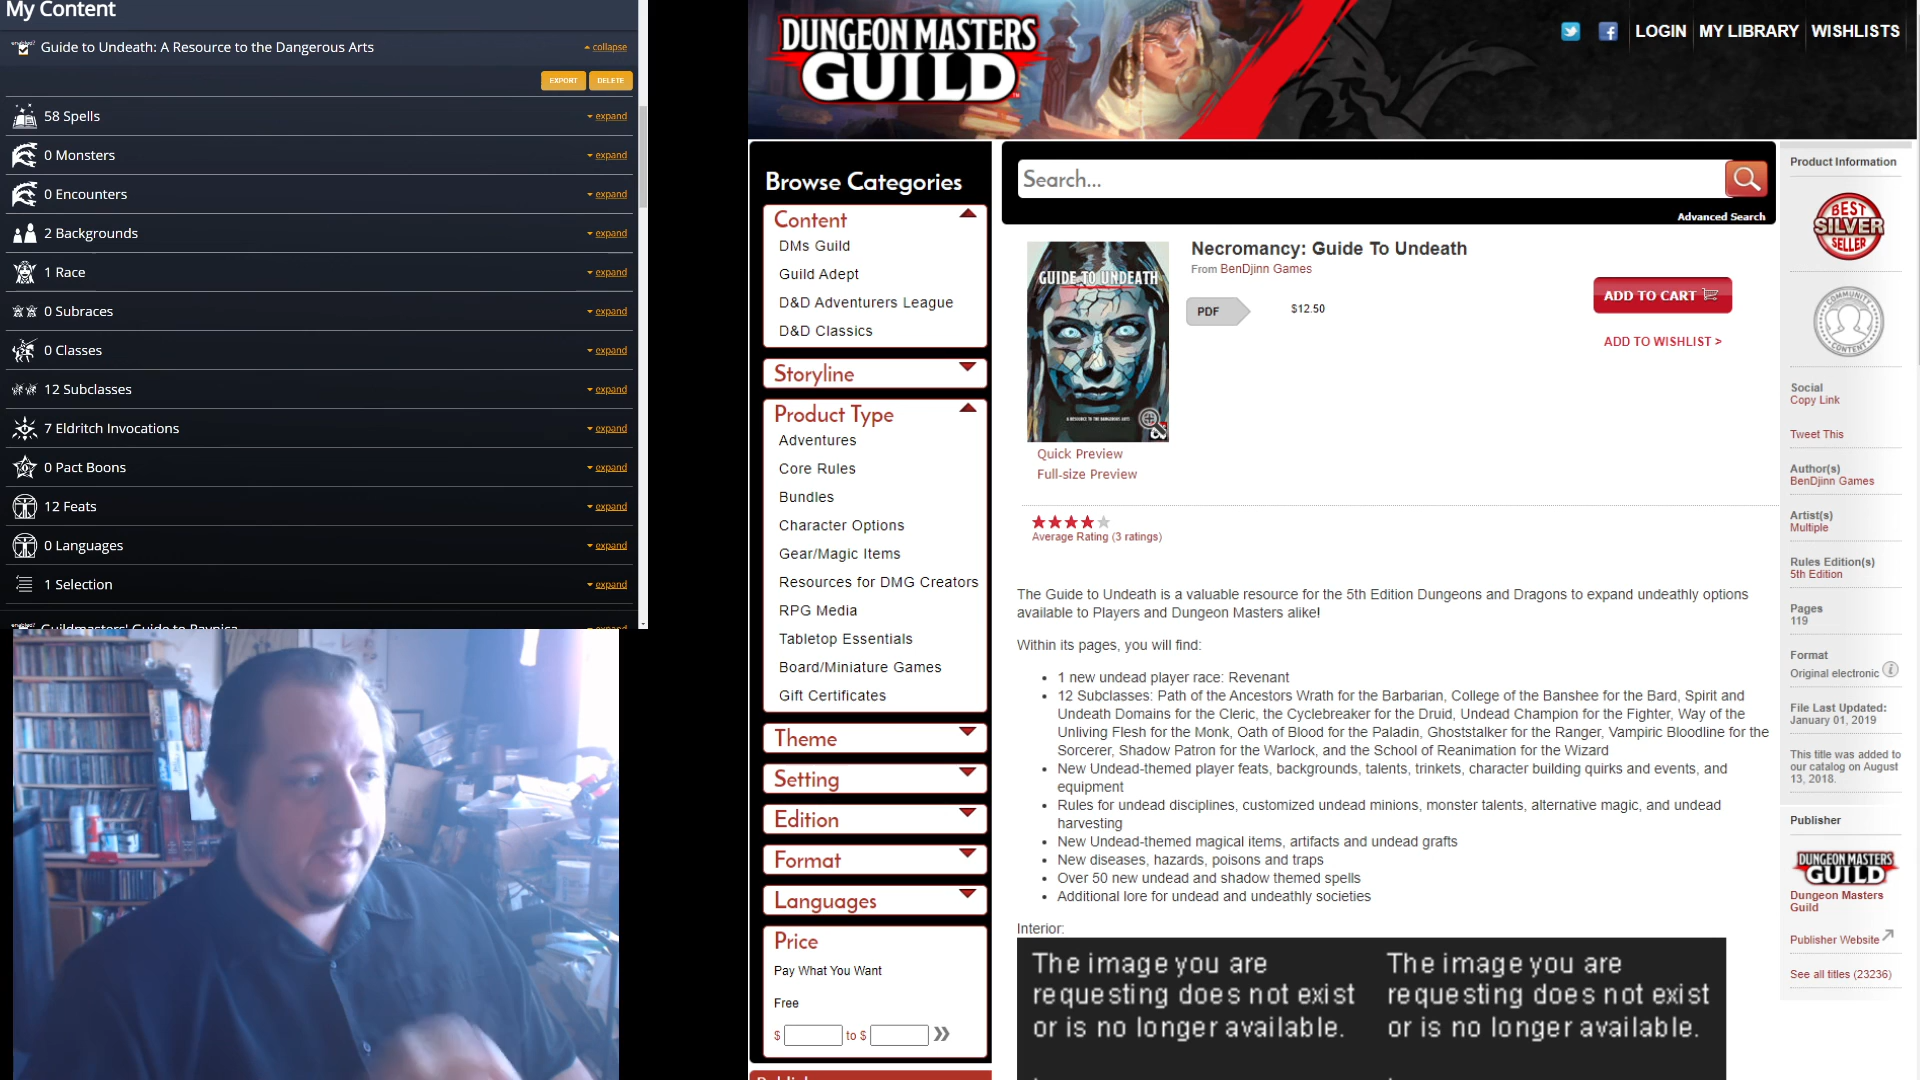 My Content
Guide to Undeath: A Resource to the Dangerous Arts
collapse
EXPORT
DELETE
58 Spells
expand
0 Monsters
expand
0 Encounters
expand
2 Backgrounds
expand
1 Race
expand
0 Subraces
expand
0 Classes
expand
12 Subclasses
expand
7 Eldritch Invocations
expand
0 Pact Boons
expand
12 Feats
expand
0 Languages
expand
1 Selection
expand
Guildmasters' Guide to Ravnica
expand
DUNGEON MASTERS
GUILD
LOGIN
MY LIBRARY
WISHLISTS
Browse Categories
Content
DMs Guild
Guild Adept
D&D Adventurers League
D&D Classics
Storyline
Product Type
Adventures
Core Rules
Bundles
Character Options
Gear/Magic Items
Resources for DMG Creators
RPG Media
Tabletop Essentials
Board/Miniature Games
Gift Certificates
Theme
Setting
Edition
Format
Languages
Price
Pay What You Want
Free
$ to $
Search...
Advanced Search
GUIDE TO UNDEATH
A RESOURCE TO THE DANGEROUS ARTS
Quick Preview
Full-size Preview
Necromancy: Guide To Undeath
From BenDjinn Games
PDF
$12.50
ADD TO CART
ADD TO WISHLIST >
Average Rating (3 ratings)
The Guide to Undeath is a valuable resource for the 5th Edition Dungeons and Dragons to expand undeathly options
available to Players and Dungeon Masters alike!
Within its pages, you will find:
1 new undead player race: Revenant
12 Subclasses: Path of the Ancestors Wrath for the Barbarian, College of the Banshee for the Bard, Spirit and
Undeath Domains for the Cleric, the Cyclebreaker for the Druid, Undead Champion for the Fighter, Way of the
Unliving Flesh for the Monk, Oath of Blood for the Paladin, Ghoststalker for the Ranger, Vampiric Bloodline for the
Sorcerer, Shadow Patron for the Warlock, and the School of Reanimation for the Wizard
New Undead-themed player feats, backgrounds, talents, trinkets, character building quirks and events, and
equipment
Rules for undead disciplines, customized undead minions, monster talents, alternative magic, and undead
harvesting
New Undead-themed magical items, artifacts and undead grafts
New diseases, hazards, poisons and traps
Over 50 new undead and shadow themed spells
Additional lore for undead and undeathly societies
Interior:
The image you are
requesting does not exist
or is no longer available.
The image you are
requesting does not exist
or is no longer available.
Product Information
BEST
SILVER
SELLER
COMMUNITY
CONTENT
Social
Copy Link
Tweet This
Author(s)
BenDjinn Games
Artist(s)
Multiple
Rules Edition(s)
5th Edition
Pages
119
Format
Original electronic
File Last Updated:
January 01, 2019
This title was added to
our catalog on August
13, 2018.
Publisher
DUNGEON MASTERS
GUILD
Dungeon Masters
Guild
Publisher Website
See all titles (23236)